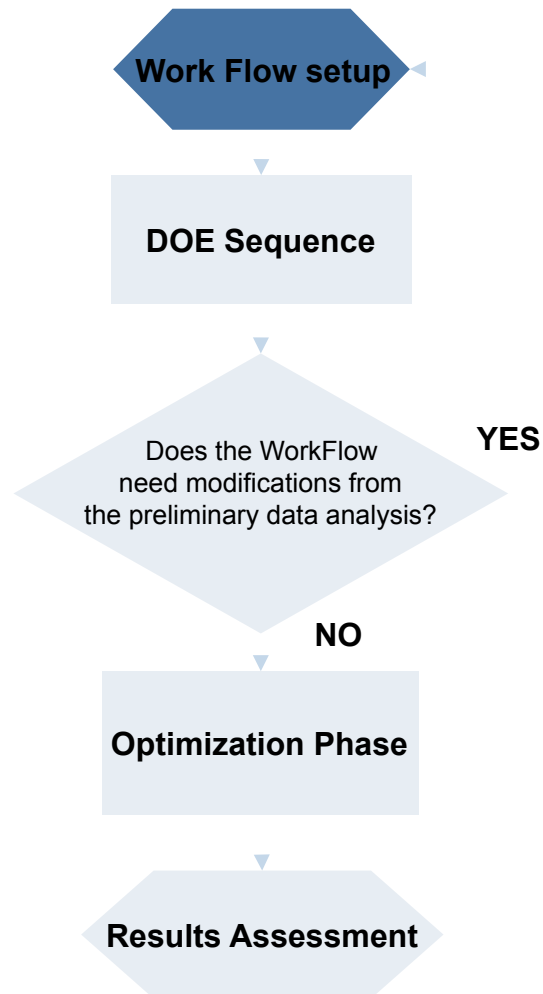 Work Flow setup
DOE Sequence
YES
Does the WorkFlow
need modifications from
the preliminary data analysis?
NO
Optimization Phase
Results Assessment